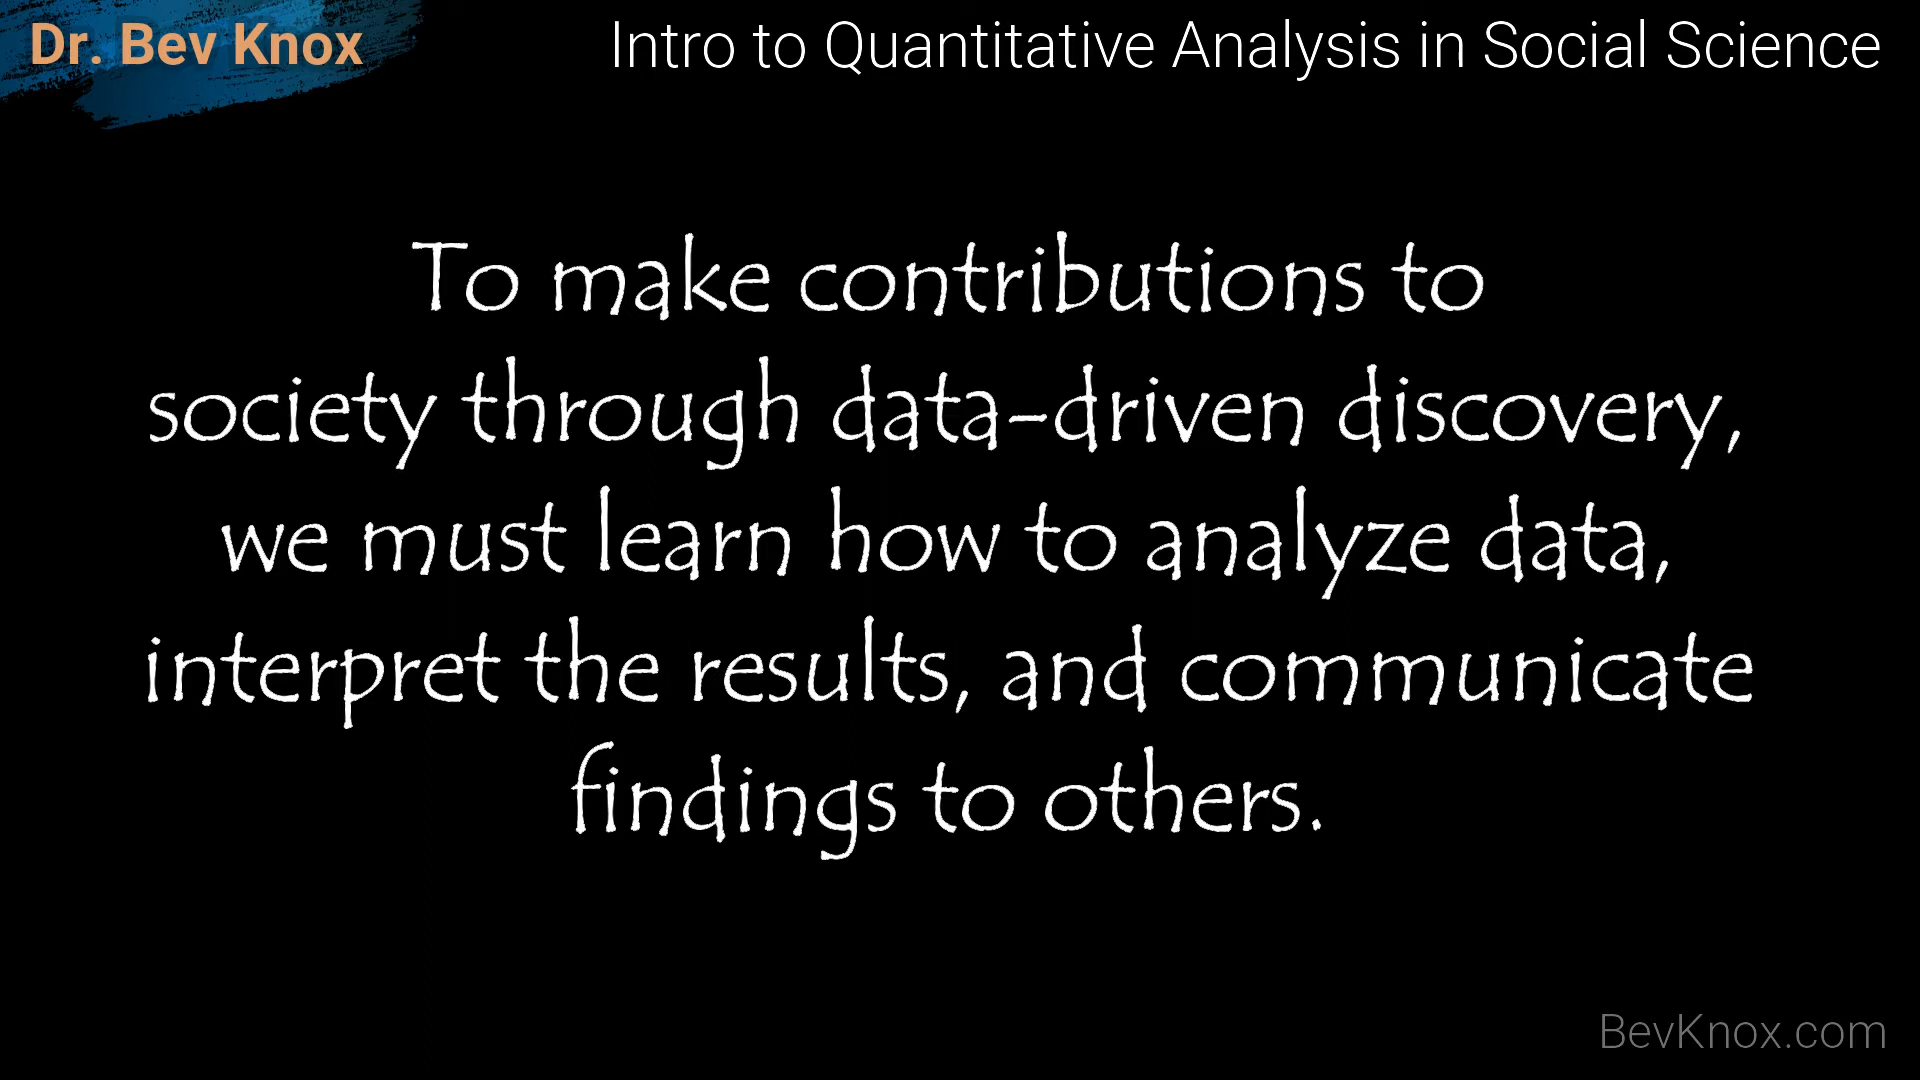 Dr. Bev Knox
Intro to Quantitative Analysis in Social Science
To make contributions to
society through data-driven discovery,
we must learn how to analyze data,
interpret the results, and communicate
findings to others.
BevKnox.com